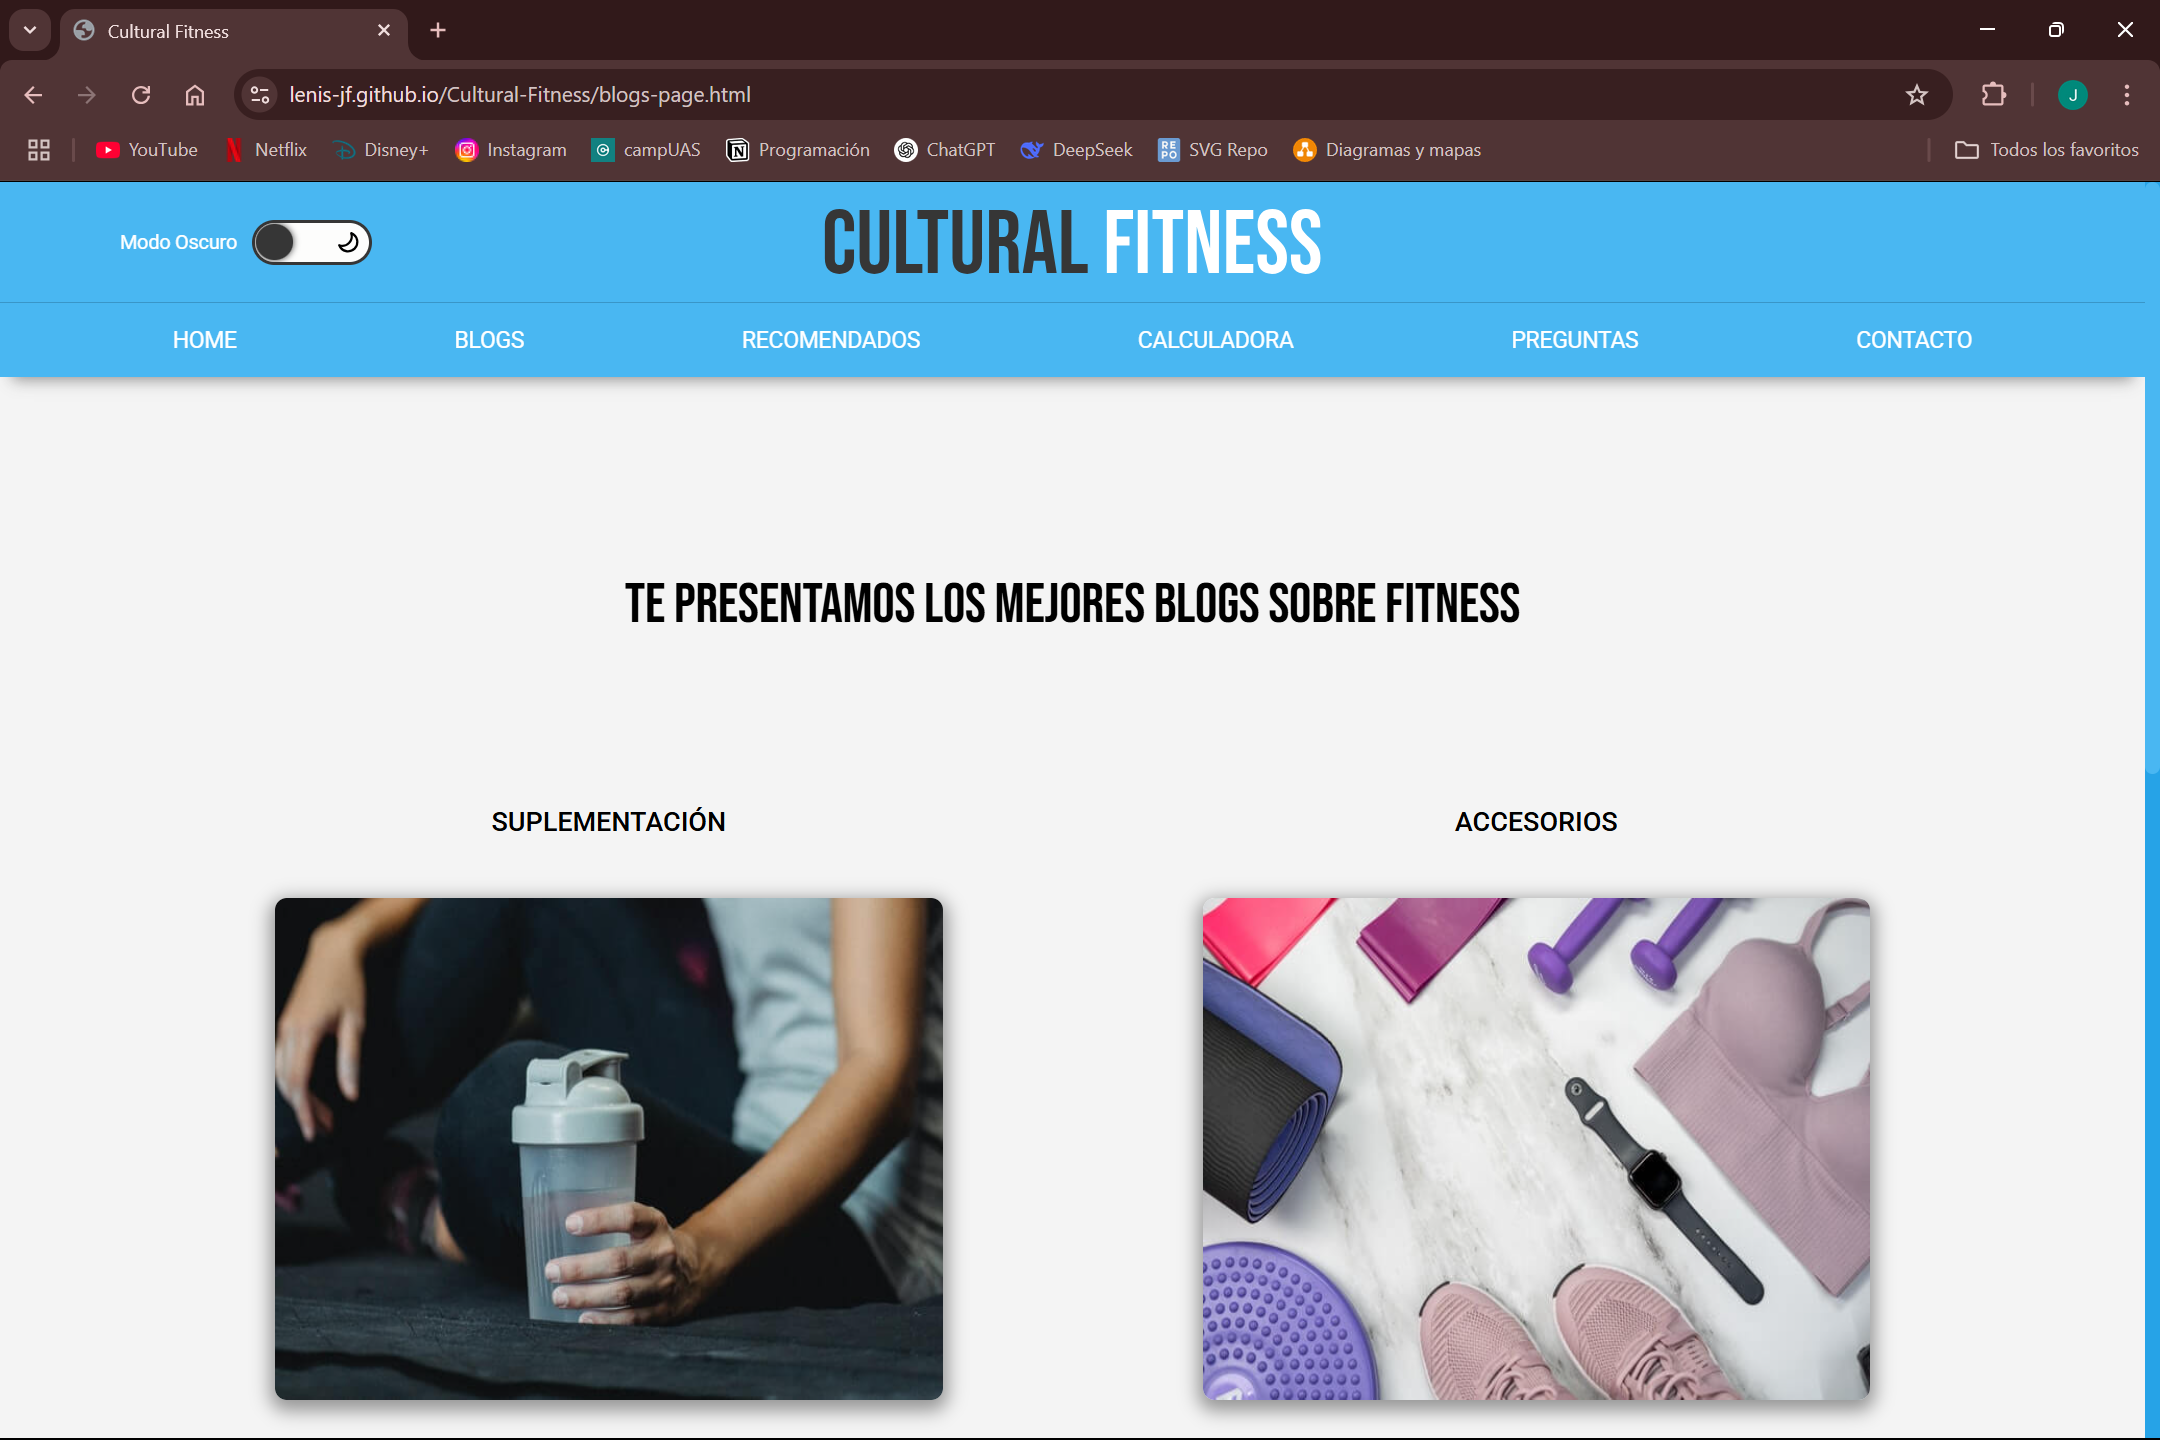 Cultural Fitness
lenis-jf.github.io/Cultural-Fitness/blogs-page.html
J
YouTube Netflix Disney+ Instagram campUAS Programación ChatGPT DeepSeek SVG Repo Diagramas y mapas Todos los favoritos
Modo Oscuro
CULTURAL FITNESS
HOME BLOGS RECOMENDADOS CALCULADORA PREGUNTAS CONTACTO
TE PRESENTAMOS LOS MEJORES BLOGS SOBRE FITNESS
SUPLEMENTACIÓN ACCESORIOS